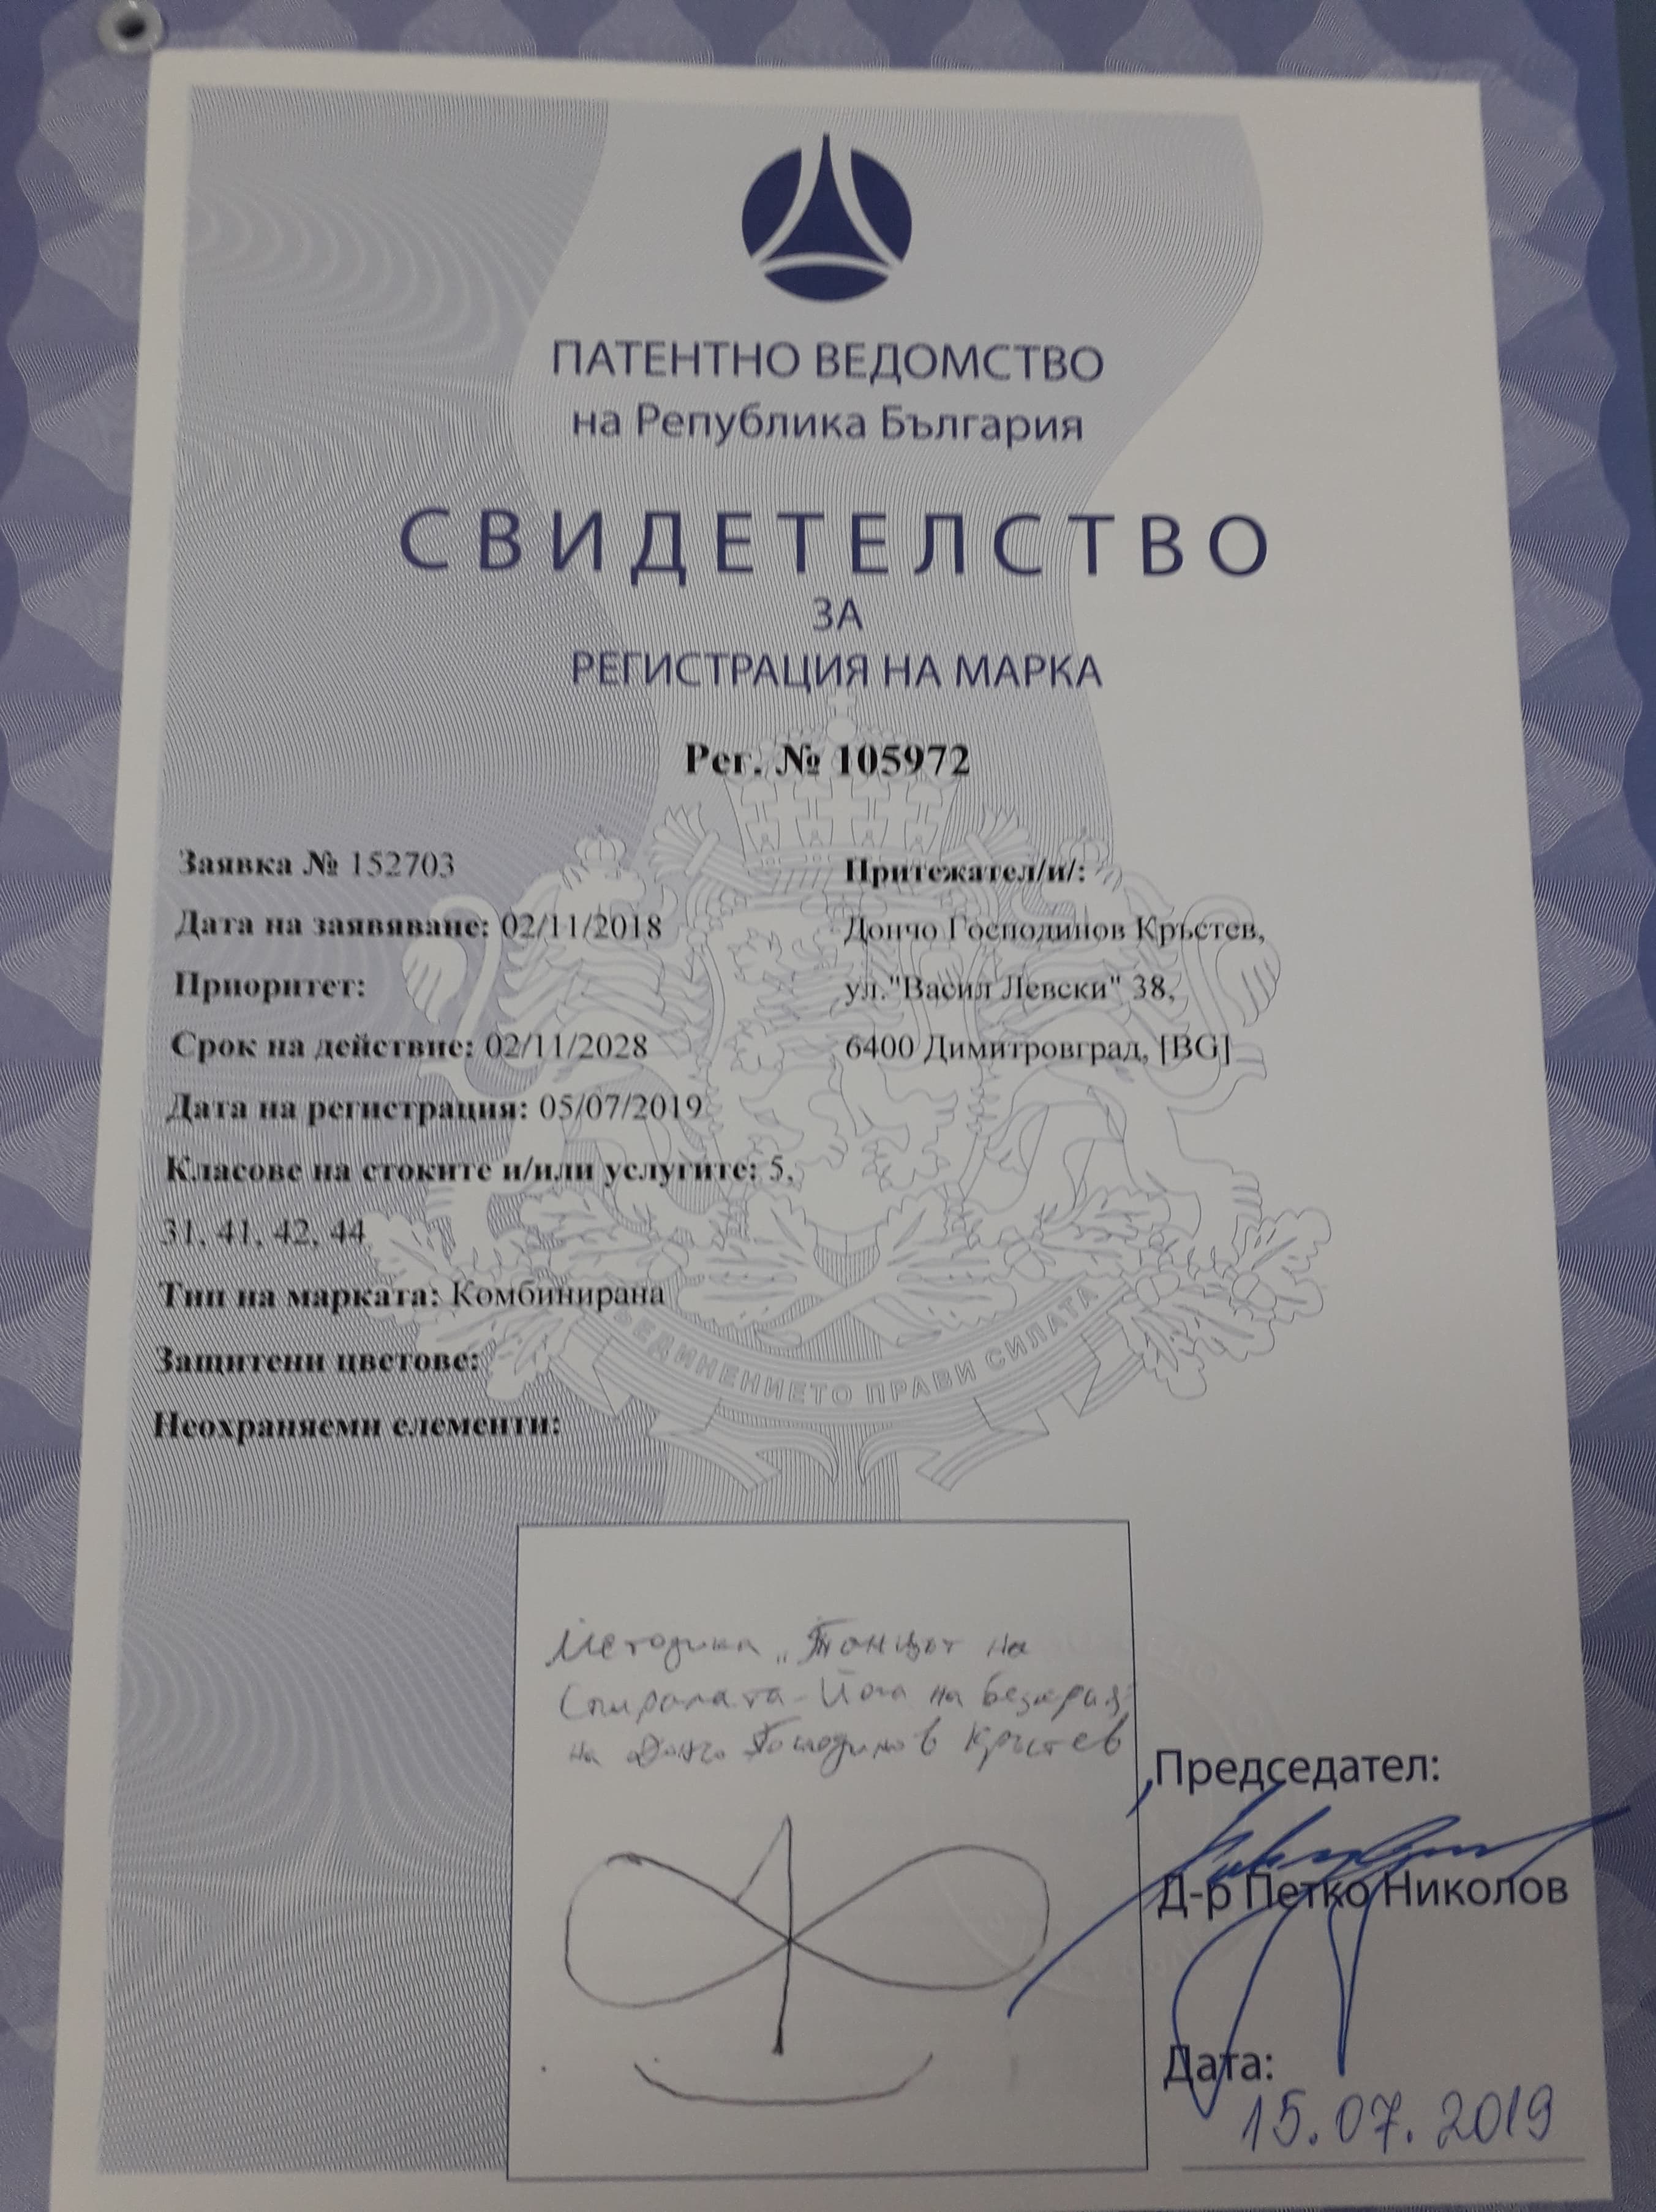 ПАТЕНТНО ВЕДОМСТВО
на Република България
СВИДЕТЕЛСТВО
ЗА
РЕГИСТРАЦИЯ НА МАРКА
Рег. № 105972
Заявка № 152703
Дата на заявяване: 02/11/2018
Приоритет:
Срок на действие: 02/11/2028
Дата на регистрация: 05/07/2019
Класове на стоките и/или услугите: 5,
31, 41, 42, 44
Тип на марката: Комбинирана
Защитени цветове:
Неохраняеми елементи:
Притежател/и/:
Дончо Господинов Кръстев,
ул."Васил Левски" 38,
6400 Димитровград, [BG]
ЪЕДИНЕНИЕТО ПРАВИ СИЛАТА
Методика „Танцът на
Спиралата - Йога на безкрая
на Дончо Господинов Кръстев
Председател:
Д-р Петко Николов
Дата:
15.07.2019